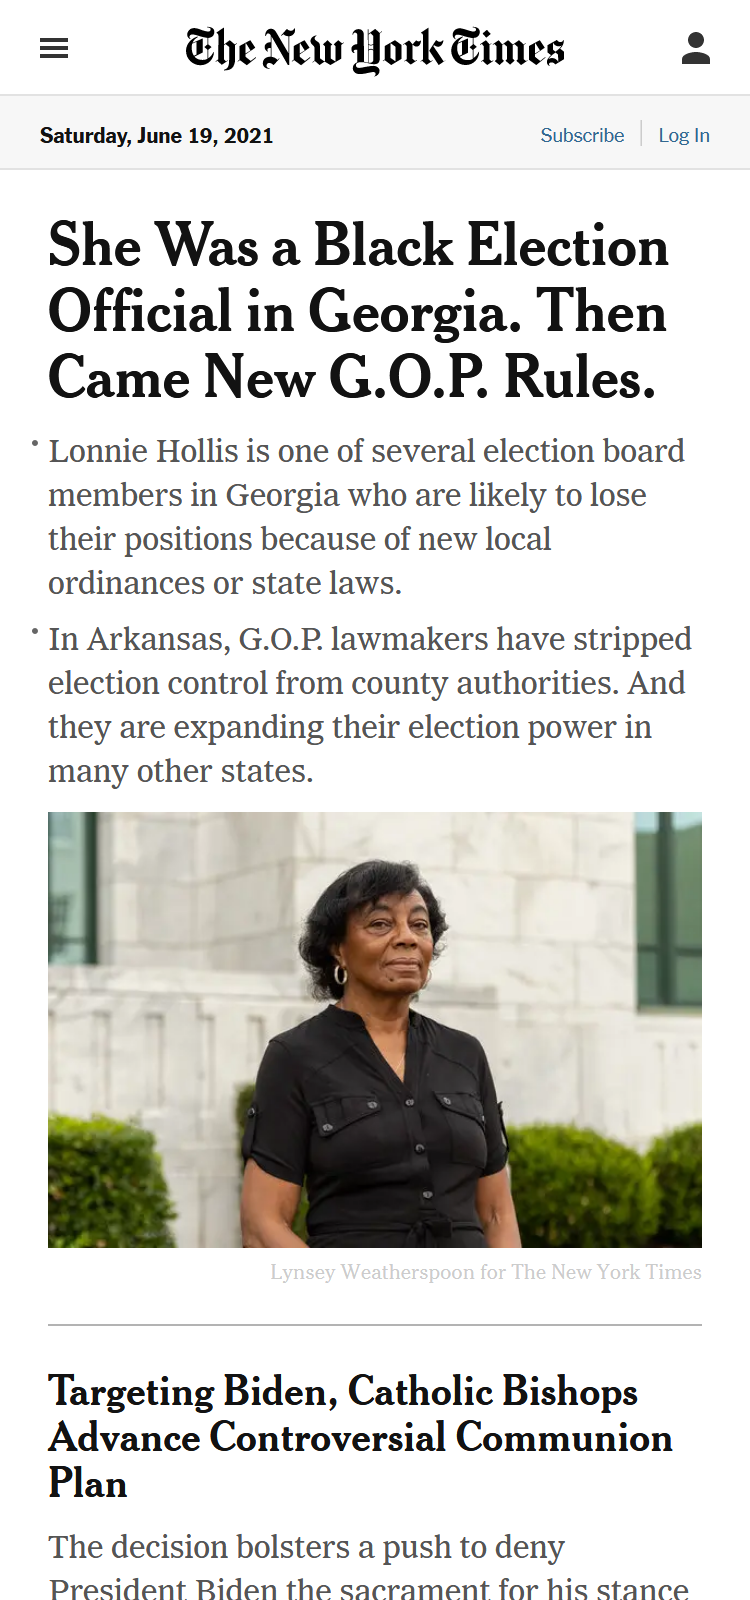 The New York Times
Saturday, June 19, 2021
Subscribe
Log In
She Was a Black Election
Official in Georgia. Then
Came New G.O.P. Rules.
• Lonnie Hollis is one of several election board
members in Georgia who are likely to lose
their positions because of new local
ordinances or state laws.
• In Arkansas, G.O.P. lawmakers have stripped
election control from county authorities. And
they are expanding their election power in
many other states.
Lynsey Weatherspoon for The New York Times
Targeting Biden, Catholic Bishops
Advance Controversial Communion
Plan
The decision bolsters a push to deny
President Biden the sacrament for his stance